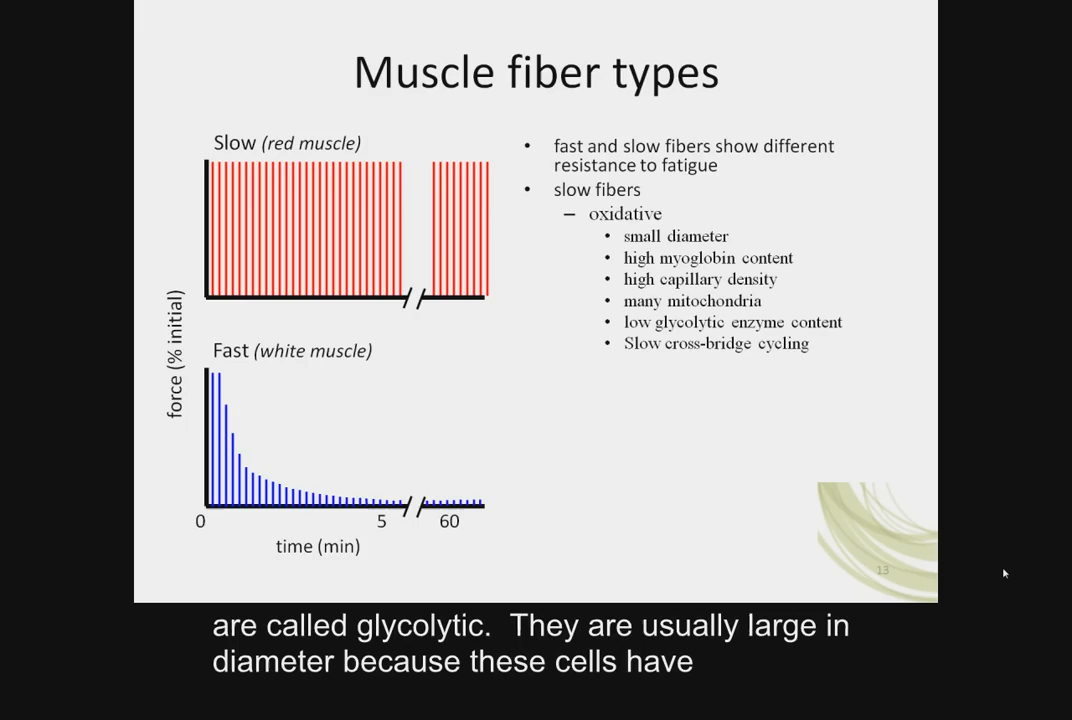 Muscle fiber types
Slow (red muscle)
force (% initial)
Fast (white muscle)
0
5
60
time (min)
• fast and slow fibers show different
resistance to fatigue
• slow fibers
– oxidative
• small diameter
• high myoglobin content
• high capillary density
• many mitochondria
• low glycolytic enzyme content
• Slow cross-bridge cycling
13
are called glycolytic. They are usually large in
diameter because these cells have